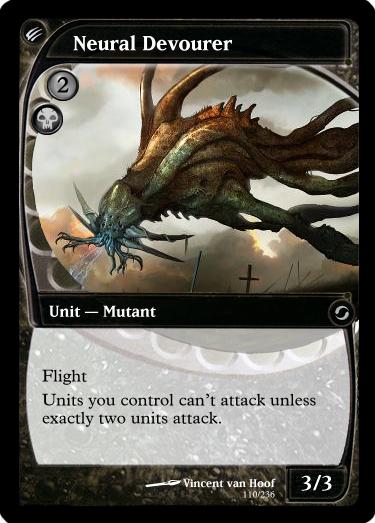 Neural Devourer
2
Unit — Mutant
Flight
Units you control can't attack unless
exactly two units attack.
Vincent van Hoof
110/236
3/3